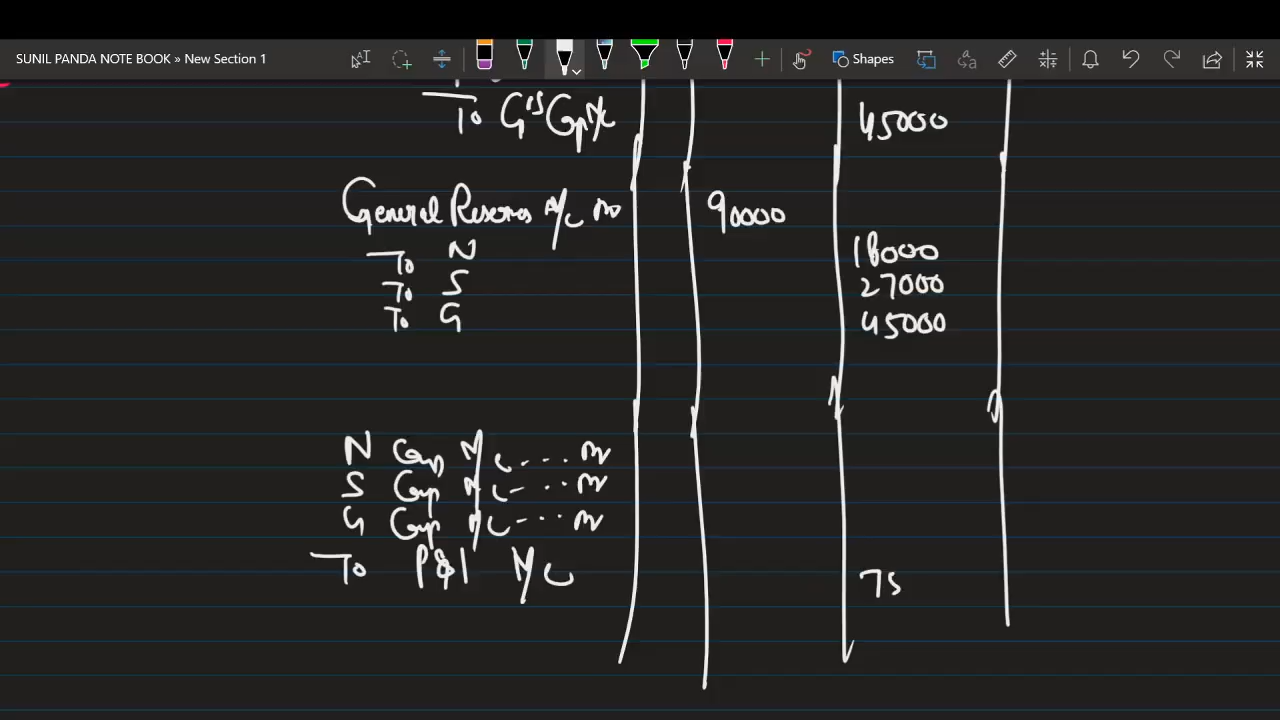 SUNIL PANDA NOTE BOOK » New Section 1
Shapes
To G's Cap A/c 45000
General Reserve A/c Dr 90000
To N 18000
To S 27000
To G 45000
N Cap A/c .... Dr
S Cap A/c .... Dr
G Cap A/c .... Dr
To P&l A/c 75